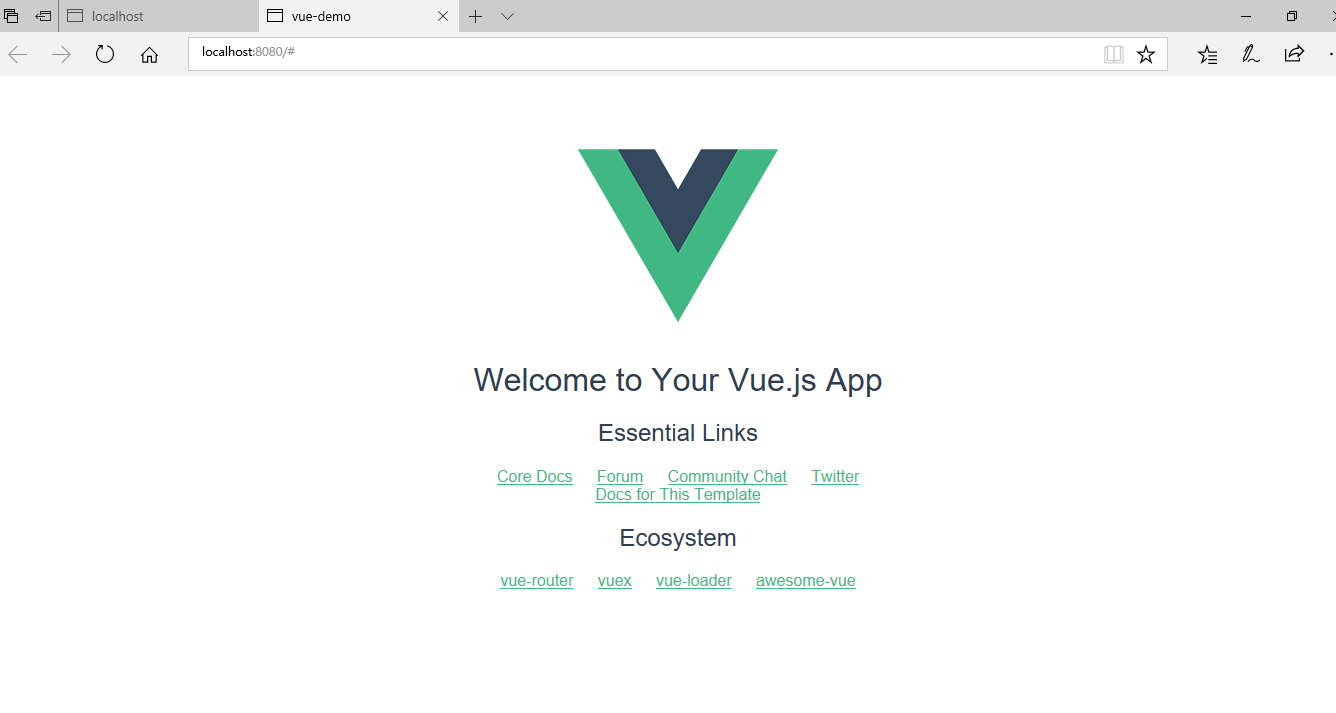 localhost
vue-demo
localhost:8080/#
Welcome to Your Vue.js App
Essential Links
Core Docs Forum Community Chat Twitter
Docs for This Template
Ecosystem
vue-router vuex vue-loader awesome-vue